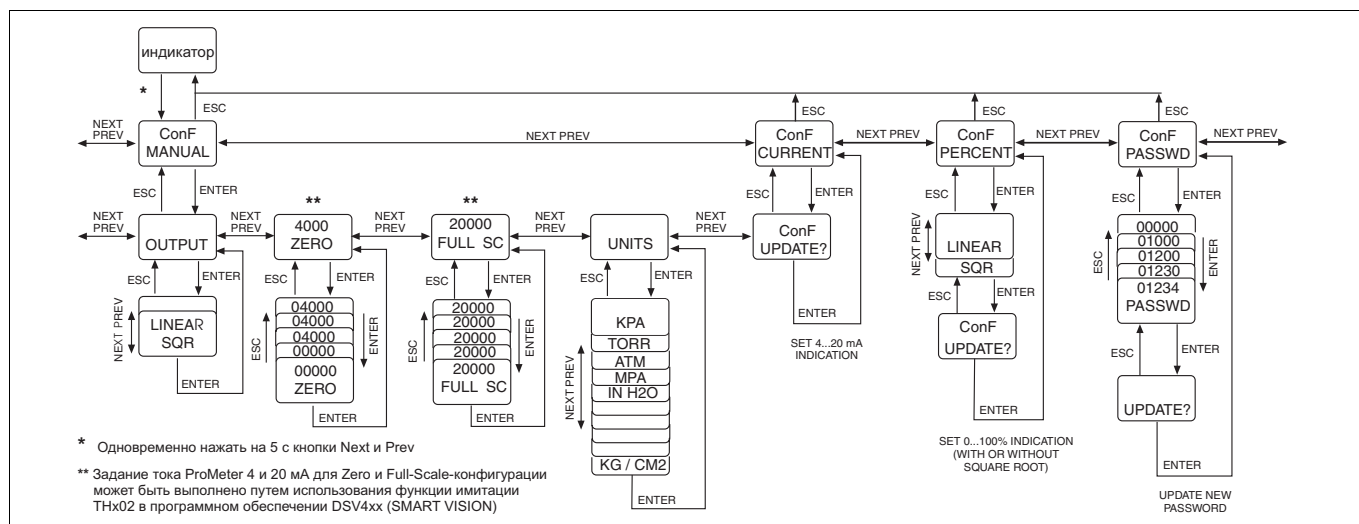 индикатор
*
ESC
NEXT
PREV
ConF
MANUAL
NEXT PREV
ESC
ConF
CURRENT
NEXT PREV
ESC
ConF
PERCENT
NEXT PREV
ESC
ConF
PASSWD
NEXT PREV
ESC
ENTER
**
**
ESC
ENTER
ESC
ENTER
ESC
ENTER
NEXT
PREV
OUTPUT
NEXT
PREV
4000
ZERO
NEXT
PREV
20000
FULL SC
NEXT
PREV
UNITS
NEXT
PREV
ConF
UPDATE?
ENTER
SET 4...20 mA
INDICATION
NEXT PREV
LINEAR
SQR
ESC
ENTER
ConF
UPDATE?
ENTER
SET 0...100% INDICATION
(WITH OR WITHOUT
SQUARE ROOT)
ESC
00000
01000
01200
01230
01234
PASSWD
ENTER
ESC
ENTER
UPDATE?
ENTER
UPDATE NEW
PASSWORD
ESC
ENTER
NEXT PREV
LINEAR
SQR
ENTER
ESC
ENTER
ESC
04000
04000
04000
00000
00000
ZERO
ENTER
ENTER
ESC
ENTER
ESC
20000
20000
20000
20000
20000
FULL SC
ENTER
ENTER
ESC
ENTER
NEXT PREV
KPA
TORR
ATM
MPA
IN H2O
KG / CM2
ENTER
* Одновременно нажать на 5 с кнопки Next и Prev
** Задание тока ProMeter 4 и 20 мА для Zero и Full-Scale-конфигурации
может быть выполнено путем использования функции имитации
THx02 в программном обеспечении DSV4xx (SMART VISION)